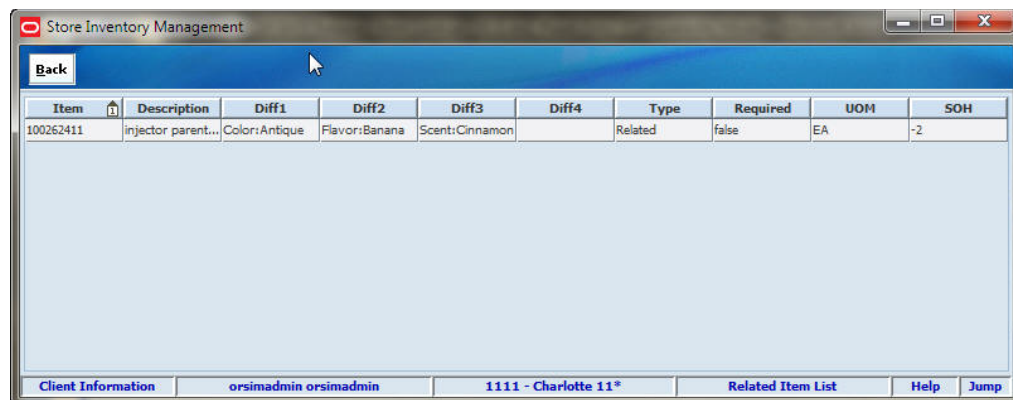 Store Inventory Management
Back
Item 1 Description Diff1 Diff2 Diff3 Diff4 Type Required UOM SOH
100262411 injector parent... Color:Antique Flavor:Banana Scent:Cinnamon Related false EA -2
Client Information orsimadmin orsimadmin 1111 - Charlotte 11* Related Item List Help Jump